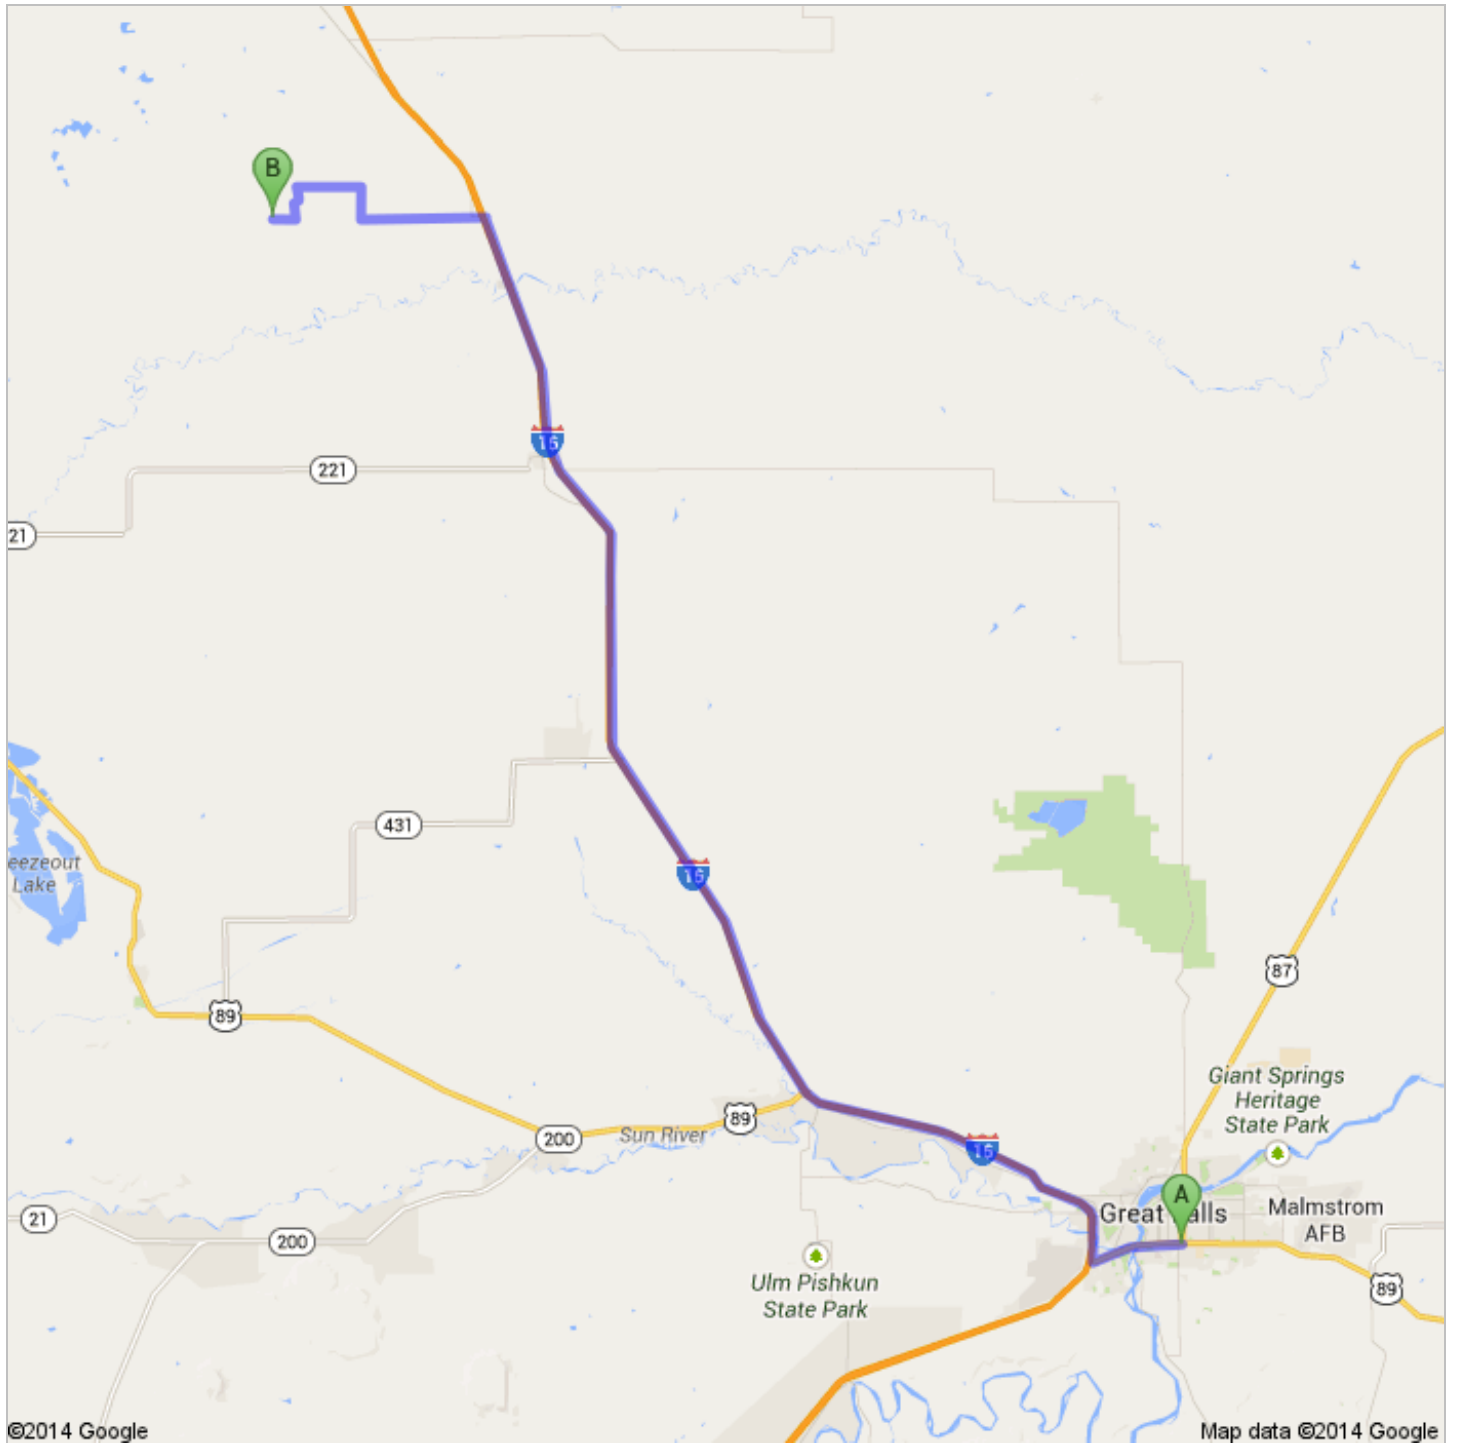 B
15
221
21
431
eezeout
Lake
15
87
89
Giant Springs
Heritage
State Park
89
200
Sun River
15
A
Great Falls
Malmstrom
AFB
21
200
Ulm Pishkun
State Park
89
©2014 Google
Map data ©2014 Google